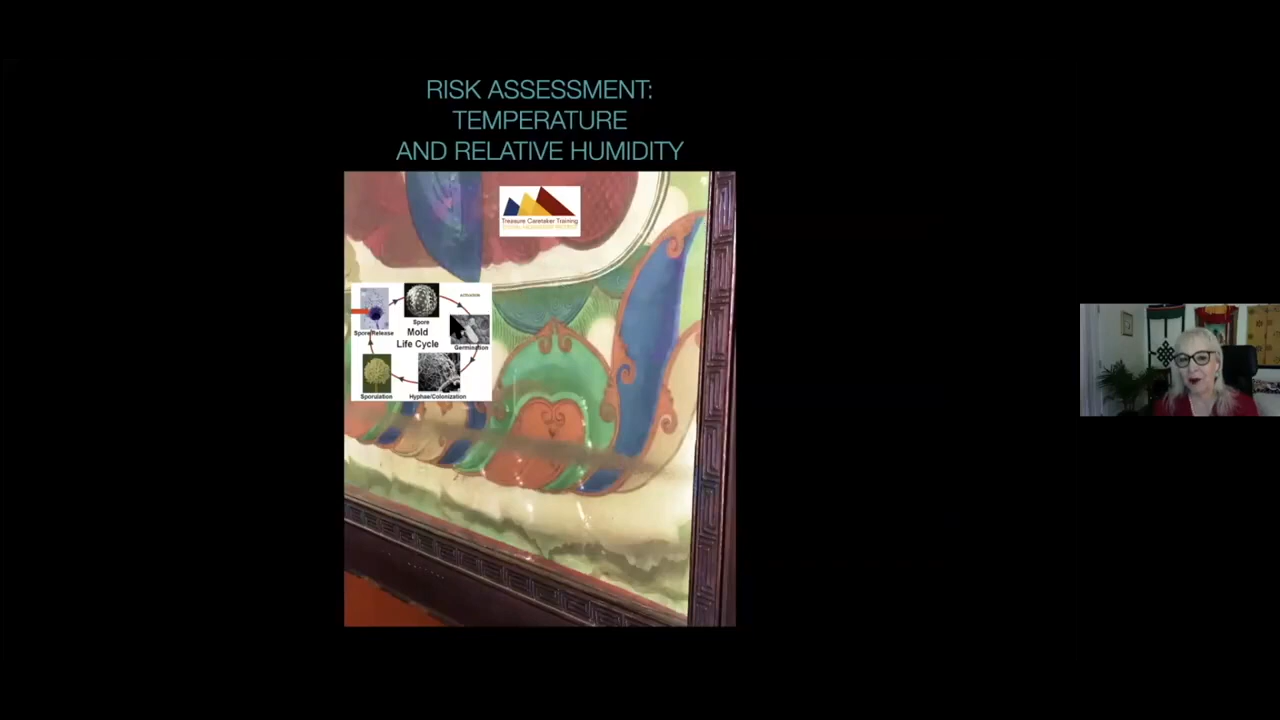 RISK ASSESSMENT:
TEMPERATURE
AND RELATIVE HUMIDITY
Treasure Caretaker Training
activation
Spore
Spore Release
Mold
Life Cycle
Germination
Sporulation
Hyphae/Colonization